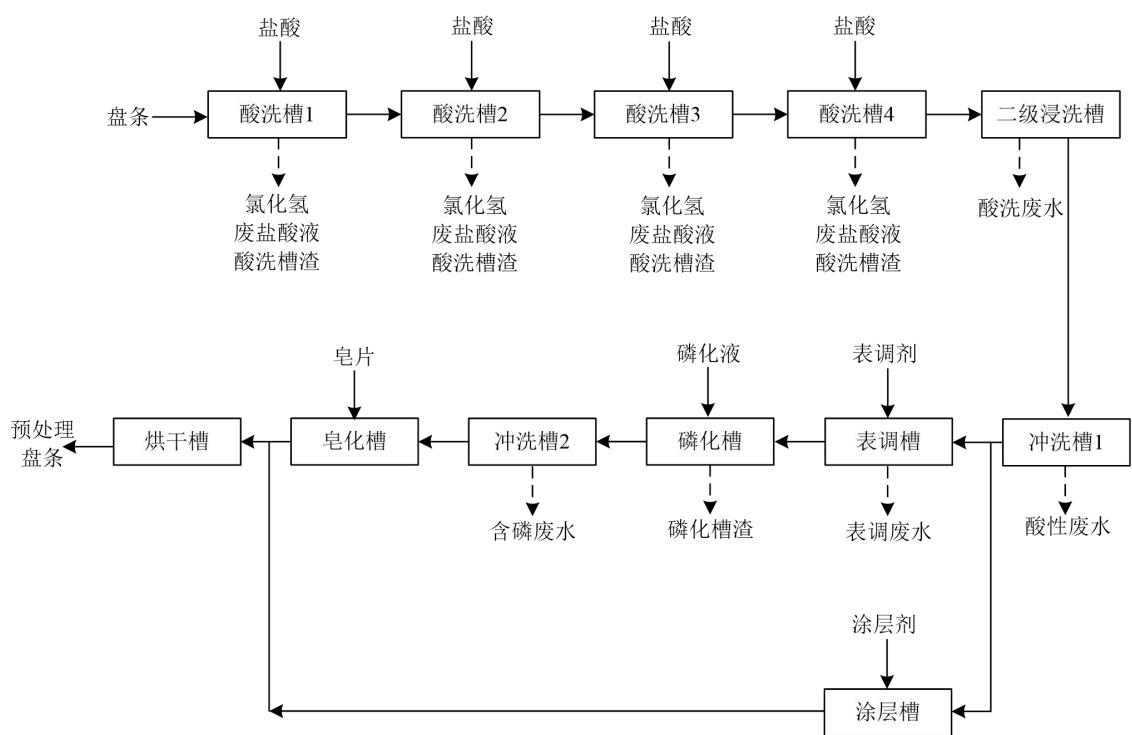 盐酸
盐酸
盐酸
盐酸
盘条
酸洗槽1
酸洗槽2
酸洗槽3
酸洗槽4
二级浸洗槽
氯化氢
废盐酸液
酸洗槽渣
氯化氢
废盐酸液
酸洗槽渣
氯化氢
废盐酸液
酸洗槽渣
氯化氢
废盐酸液
酸洗槽渣
酸洗废水
皂片
磷化液
表调剂
预处理
盘条
烘干槽
皂化槽
冲洗槽2
磷化槽
表调槽
冲洗槽1
含磷废水
磷化槽渣
表调废水
酸性废水
涂层剂
涂层槽